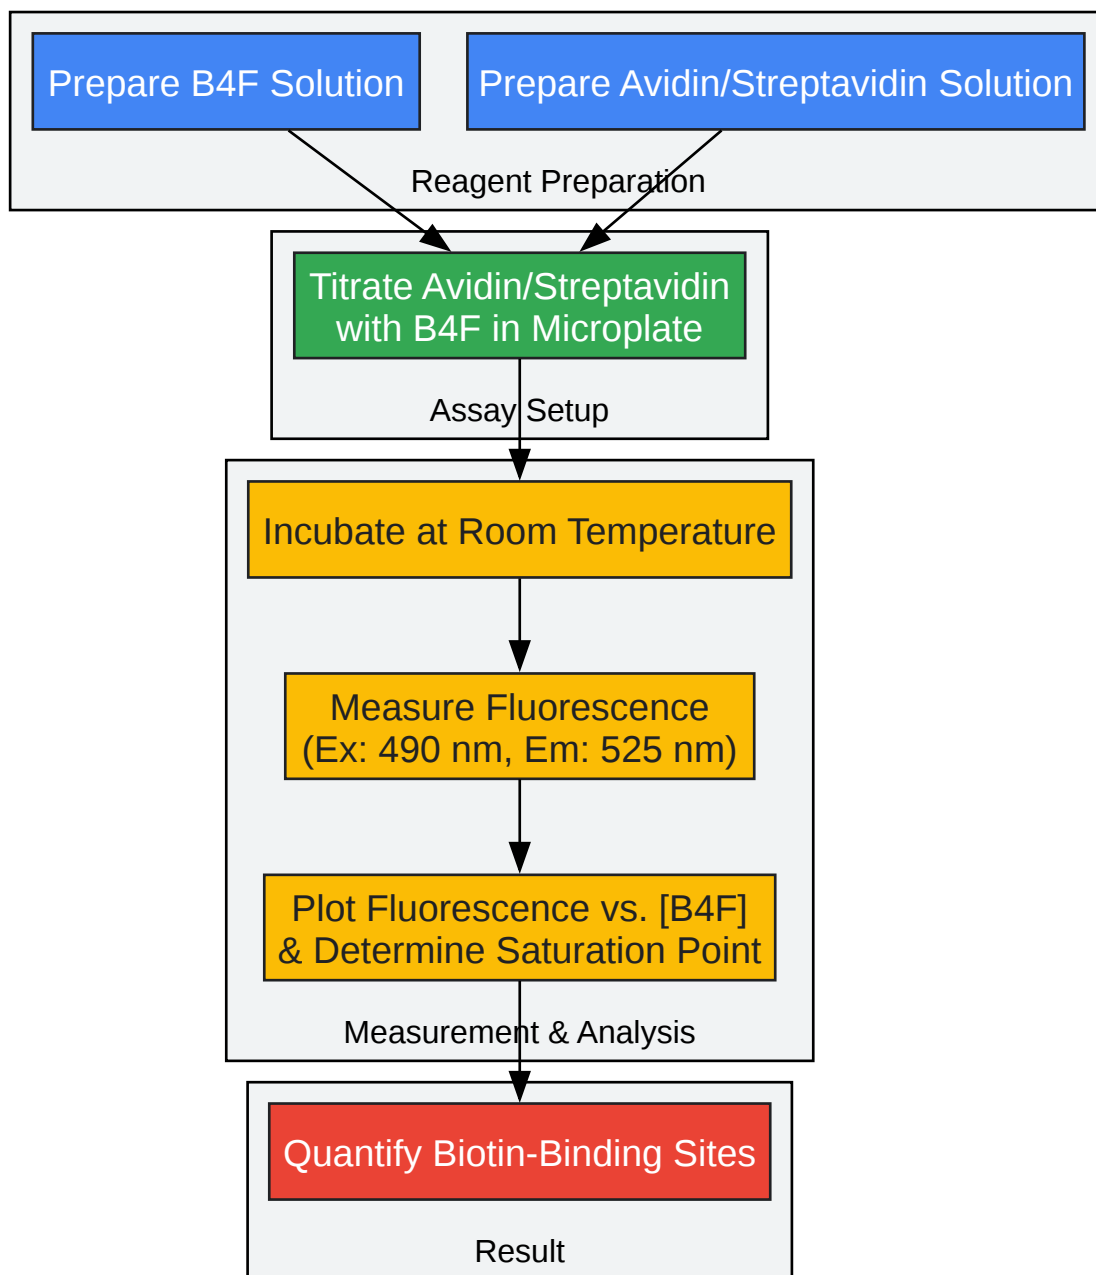 Prepare B4F Solution
Prepare Avidin/Streptavidin Solution
Reagent Preparation
Titrate Avidin/Streptavidin
with B4F in Microplate
Assay Setup
Incubate at Room Temperature
Measure Fluorescence
(Ex: 490 nm, Em: 525 nm)
Plot Fluorescence vs. [B4F]
& Determine Saturation Point
Measurement & Analysis
Quantify Biotin-Binding Sites
Result